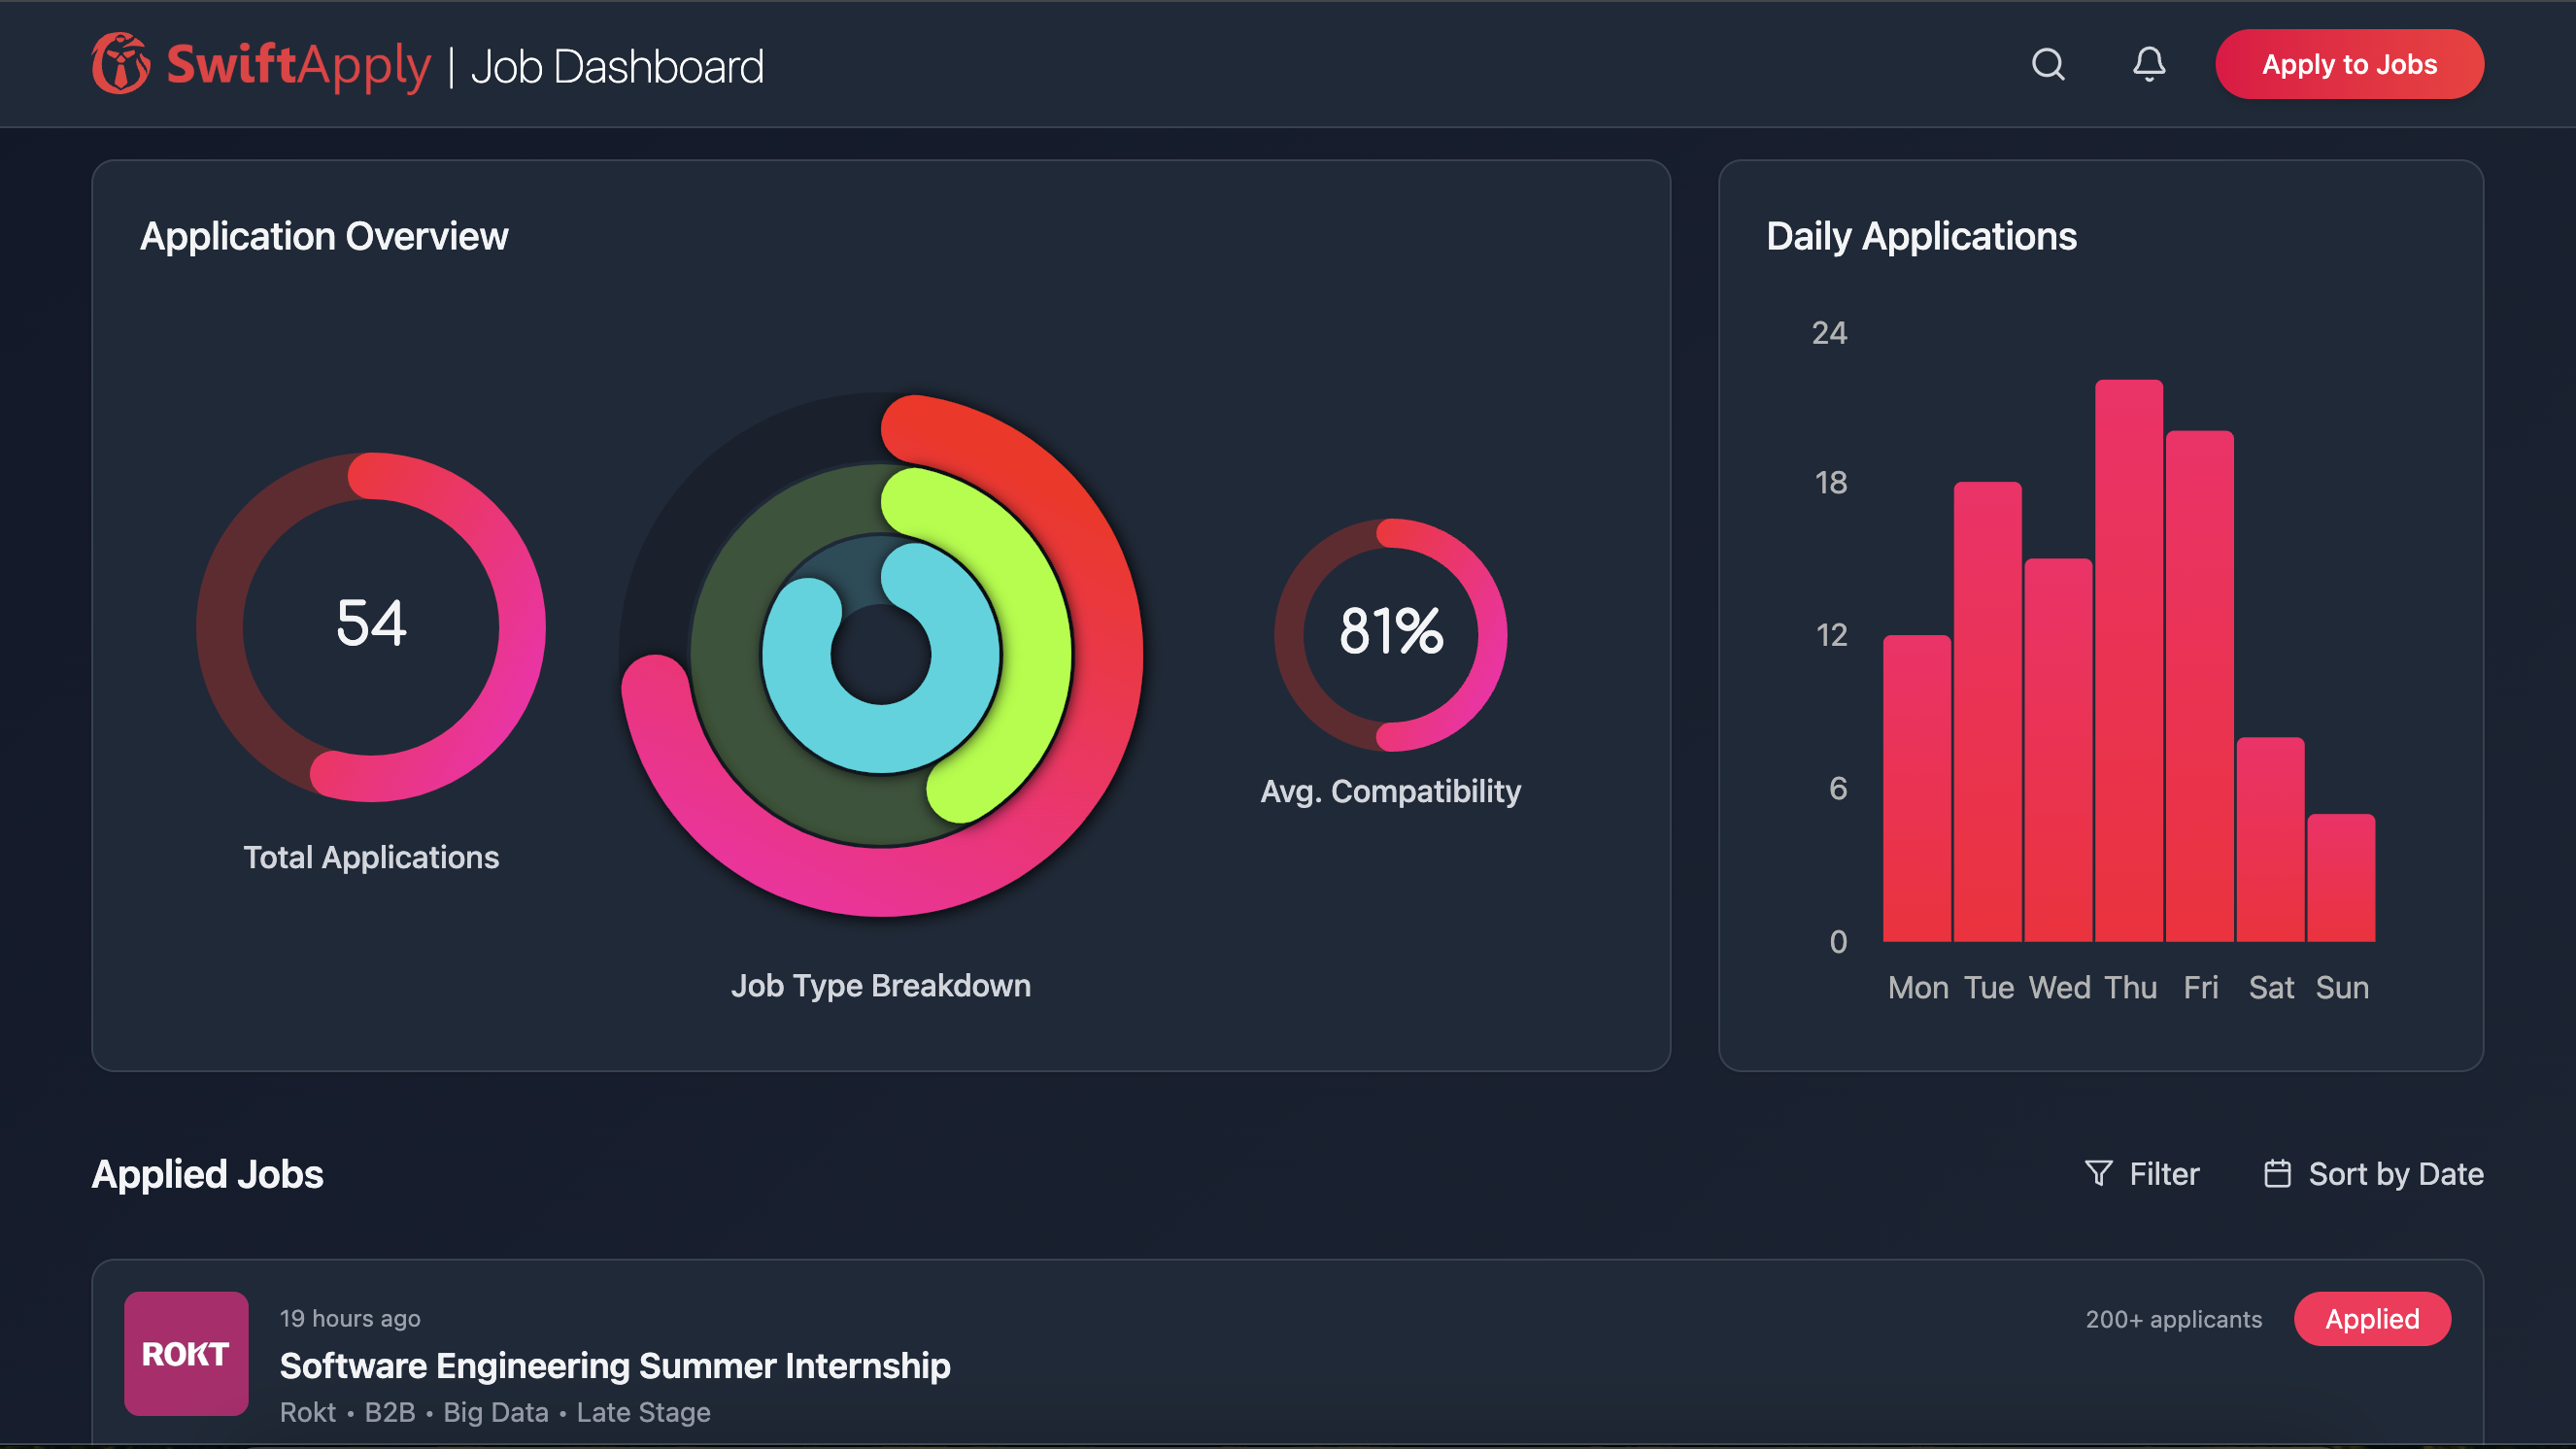 SwiftApply | Job Dashboard
Apply to Jobs
Application Overview
54
Total Applications
Job Type Breakdown
81%
Avg. Compatibility
Daily Applications
24
18
12
6
0
Mon Tue Wed Thu Fri Sat Sun
Applied Jobs
Filter
Sort by Date
ROKT
19 hours ago
Software Engineering Summer Internship
Rokt • B2B • Big Data • Late Stage
200+ applicants
Applied